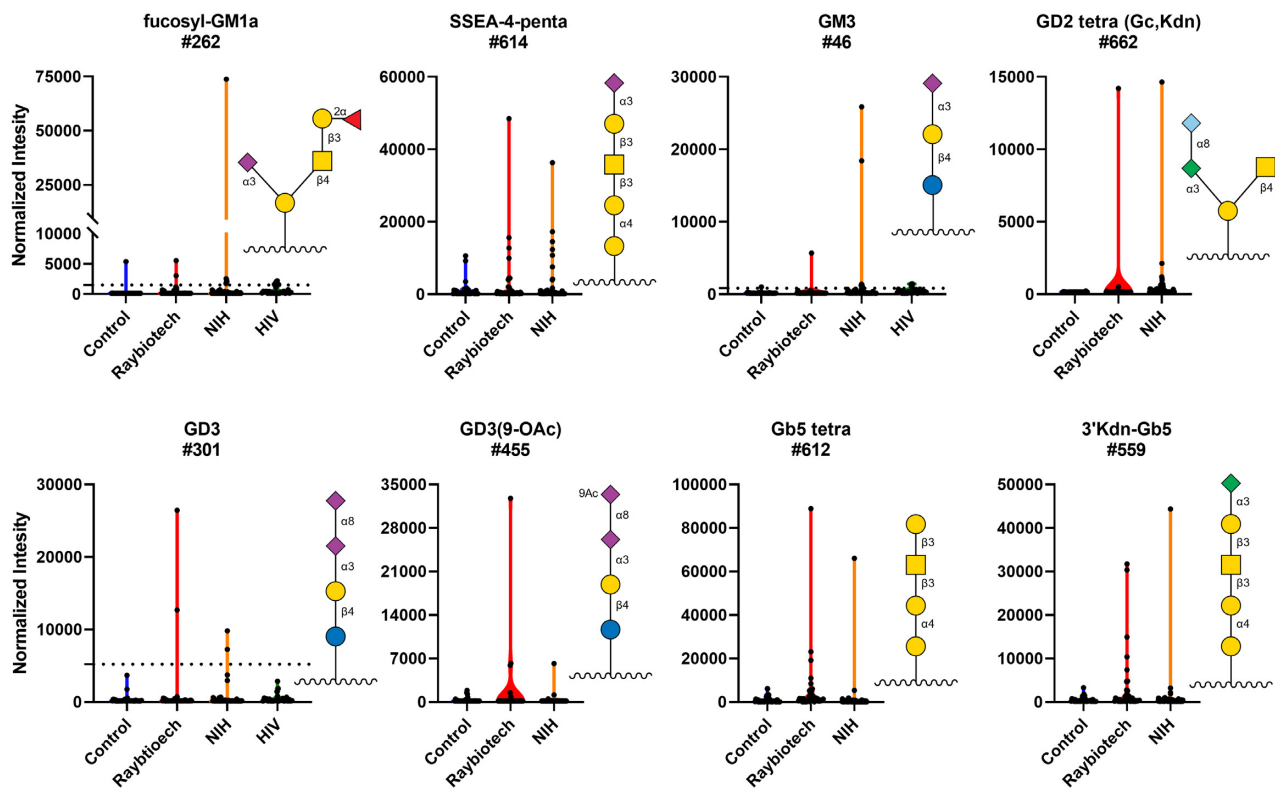 fucosyl-GM1a
#262
Normalized Intesity
75000
50000
25000
10000
5000
0
2α
β3
β4
α3
Control
Raybiotech
NIH
HIV
SSEA-4-penta
#614
60000
40000
20000
0
α3
β3
β3
α4
Control
Raybiotech
NIH
GM3
#46
30000
20000
10000
0
α3
β4
Control
Raybiotech
NIH
HIV
GD2 tetra (Gc,Kdn)
#662
15000
10000
5000
0
α8
α3
β4
Control
Raybiotech
NIH
GD3
#301
Normalized Intesity
30000
20000
10000
0
α8
α3
β4
Control
Raybtioech
NIH
HIV
GD3(9-OAc)
#455
35000
28000
21000
14000
7000
0
9Ac
α8
α3
β4
Control
Raybiotech
NIH
Gb5 tetra
#612
100000
80000
60000
40000
20000
0
β3
β3
α4
Control
Raybiotech
NIH
3'Kdn-Gb5
#559
50000
40000
30000
20000
10000
0
α3
β3
β3
α4
Control
Raybiotech
NIH